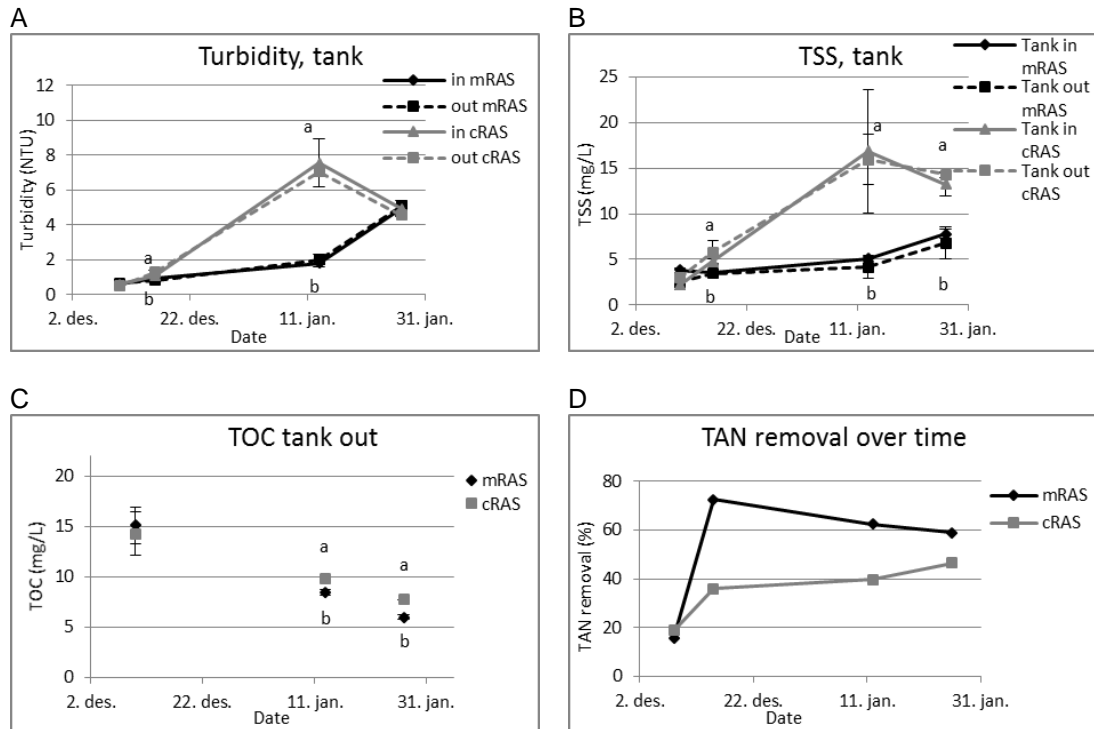 A
Turbidity, tank
Turbidity (NTU)
12
10
8
6
4
2
0
a
a
b
b
2. des.
22. des.
11. jan.
31. jan.
Date
in mRAS
out mRAS
in cRAS
out cRAS
B
TSS, tank
TSS (mg/L)
25
20
15
10
5
0
a
a
a
b
b
b
2. des.
22. des.
11. jan.
31. jan.
Date
Tank in
mRAS
Tank out
mRAS
Tank in
cRAS
Tank out
cRAS
C
TOC tank out
TOC (mg/L)
20
15
10
5
0
a
a
b
b
2. des.
22. des.
11. jan.
31. jan.
Date
mRAS
cRAS
D
TAN removal over time
TAN removal (%)
80
60
40
20
0
2. des.
22. des.
11. jan.
31. jan.
Date
mRAS
cRAS